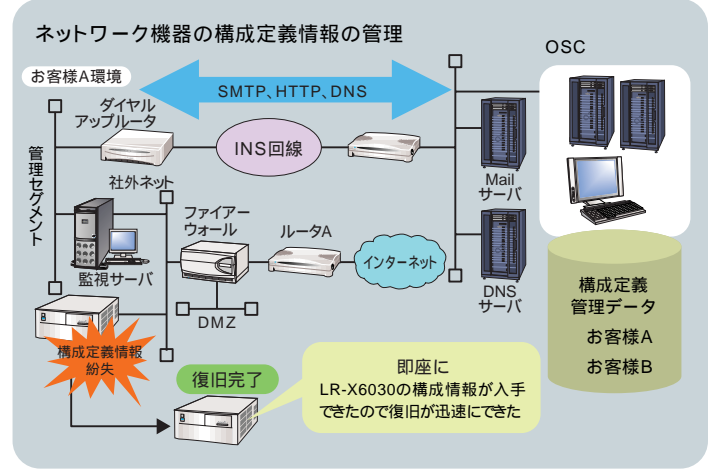 ネットワーク機器の構成定義情報の管理
OSC
お客様A環境
SMTP、HTTP、DNS
ダイヤル
アップルータ
INS回線
管理セグメント
社外ネット
Mail
サーバ
ファイアー
ウォール
ルータA
インターネット
監視サーバ
DMZ
DNS
サーバ
構成定義
管理データ
お客様A
お客様B
構成定義情報
紛失
復旧完了
即座に
LR-X6030の構成情報が入手
できたので復旧が迅速にできた